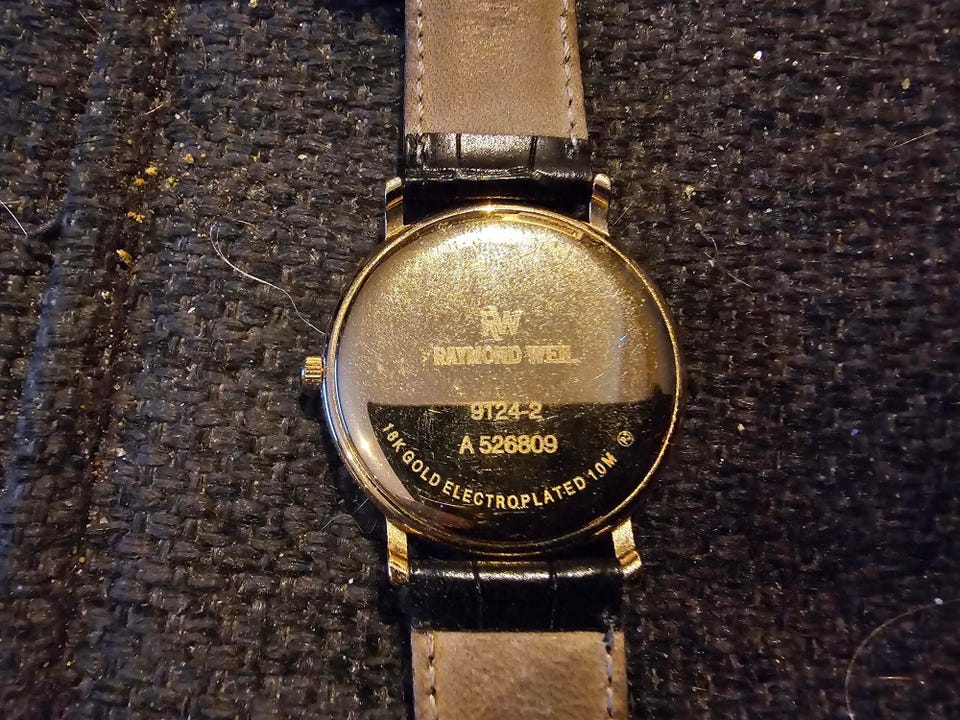 RW
RAYMOND WEIL
9124-2
A 526809
18K GOLD ELECTROPLATED 10M